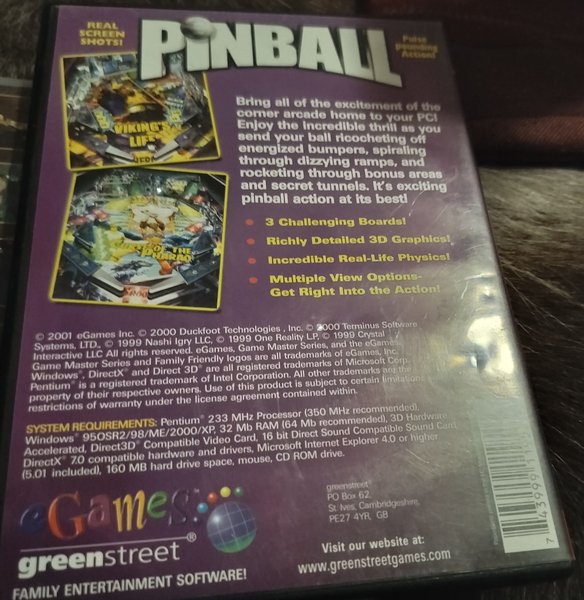 REAL
SCREEN
SHOTS!
PINBALL
Pulse
pounding
Action!
VIKING'S
LIFE
Bring all of the excitement of the
corner arcade home to your PC!
Enjoy the incredible thrill as you
send your ball ricocheting off
energized bumpers, spiraling
through dizzying ramps, and
rocketing through bonus areas
and secret tunnels. It's exciting
pinball action at its best!
OF THE
PHARAO
• 3 Challenging Boards!
• Richly Detailed 3D Graphics!
• Incredible Real-Life Physics!
• Multiple View Options-
Get Right Into the Action!
© 2001 eGames Inc. © 2000 Duckfoot Technologies, Inc. © 2000 Terminus Software
Systems, LTD., © 1999 Nashi Igry LLC, © 1999 One Reality LP, © 1999 Crystal
Interactive LLC All rights reserved. eGames, Game Master Series, and the eGames,
Game Master Series and Family Friendly logos are all trademarks of eGames, Inc.
Windows®, DirectX® and Direct 3D® are all registered trademarks of Microsoft Corp.
Pentium® is a registered trademark of Intel Corporation. All other trademarks are the
property of their respective owners. Use of this product is subject to certain limitations
restrictions of warranty under the license agreement contained within.
SYSTEM REQUIREMENTS: Pentium® 233 MHz Processor (350 MHz recommended),
Windows® 95OSR2/98/ME/2000/XP, 32 Mb RAM (64 Mb recommended), 3D Hardware
Accelerated, Direct3D® Compatible Video Card, 16 bit Direct Sound Compatible Sound Card,
DirectX® 7.0 compatible hardware and drivers, Microsoft Internet Explorer 4.0 or higher
(5.01 included), 160 MB hard drive space, mouse, CD ROM drive.
eGames
greenstreet®
FAMILY ENTERTAINMENT SOFTWARE!
greenstreet
PO Box 62,
St. Ives, Cambridgeshire,
PE27 4YR, GB
Visit our website at:
www.greenstreetgames.com
7 43999